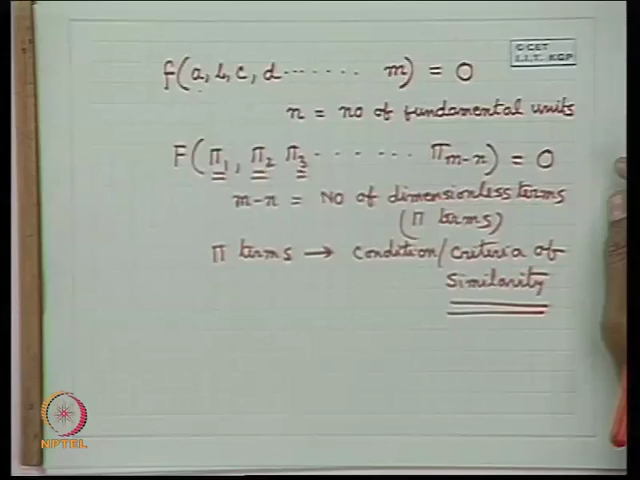 f(a, b, c, d ....... m) = 0
C CET
I.I.T. KGP
n = no of fundamental units
F(Π₁, Π₂ Π₃ ....... Πm-n) = 0
m-n = No of dimensionless terms
(Π terms)
Π terms → condition/criteria of
similarity
NPTEL